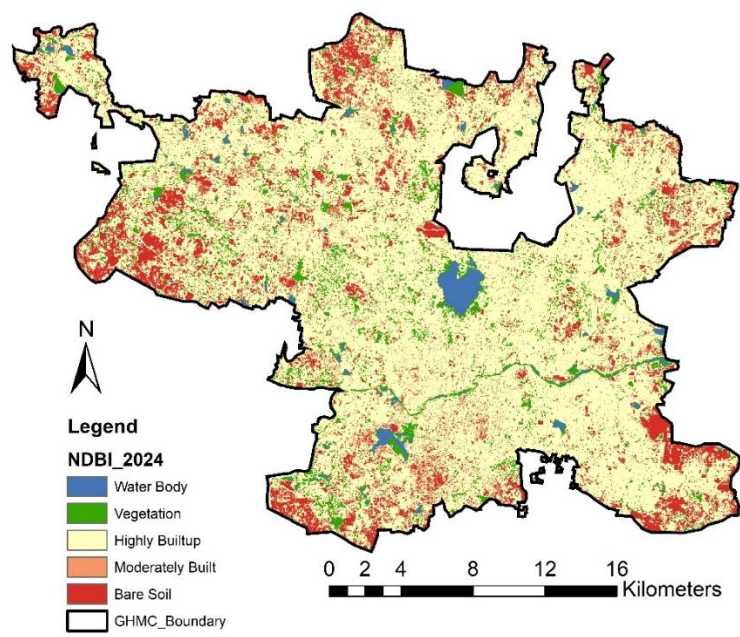 N
Legend
NDBI_2024
Water Body
Vegetation
Highly Builtup
Moderately Built
Bare Soil
GHMC_Boundary
0 2 4 8 12 16
Kilometers